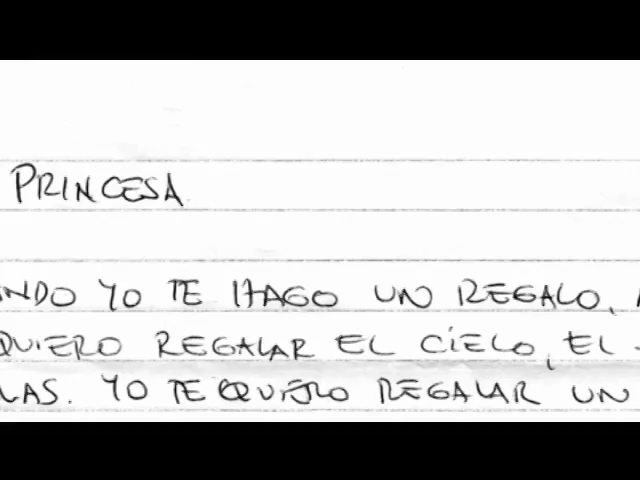 PRINCESA
NDO YO TE HAGO UN REGALO,
QUIERO REGALAR EL CIELO, EL
LAS. YO TE QUIERO REGALAR UN